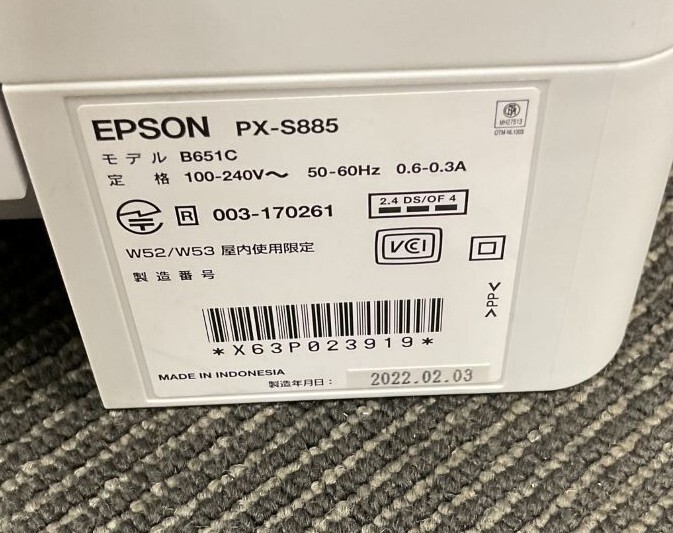 EPSON PX-S885
モデル B651C
定 格 100-240V～ 50-60Hz 0.6-0.3A
R 003-170261
2.4 DS/OF 4
W52/W53 屋内使用限定
VCCI
製造番号
>PP<
*X63P023919*
MADE IN INDONESIA
製造年月日： 2022.02.03